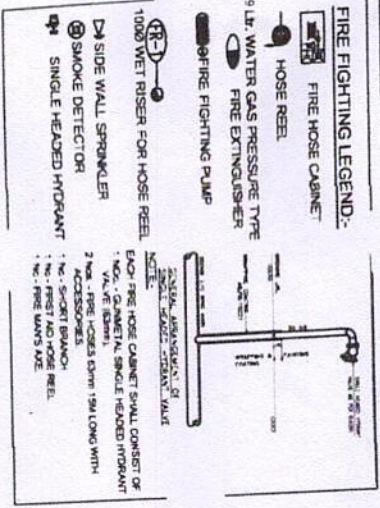 FIRE FIGHTING LEGEND:-
FIRE HOSE CABINET
HOSE REEL
9 Ltr. WATER GAS PRESSURE TYPE
FIRE EXTINGUISHER
FIRE FIGHTING PUMP
FR-1
100Ø WET RISER FOR HOSE REEL
SIDE WALL SPRINKLER
SMOKE DETECTOR
SINGLE HEADED HYDRANT
GENERAL ARRANGEMENT OF
SINGLE HEADED HYDRANT VALVE
NOTE:-
EACH FIRE HOSE CABINET SHALL CONSIST OF
1 NOS. - GUNMETAL SINGLE HEADED HYDRANT
VALVE (63mm).
2 Nos. - FIRE HOSES 63mm 15M LONG WITH
ACCESSORIES.
1 No. - SHORT BRANCH
1 No. - FIRST AID HOSE REEL
1 No. - FIRE MAN'S AXE.